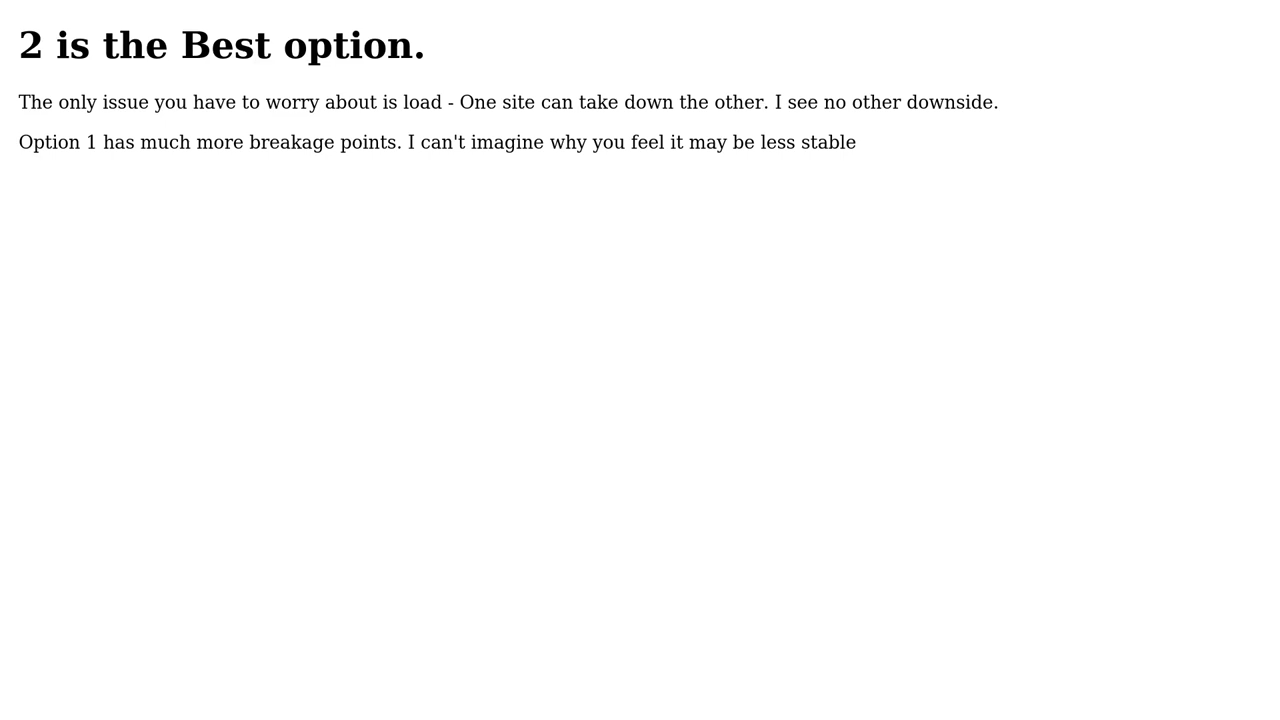 2 is the Best option.
The only issue you have to worry about is load - One site can take down the other. I see no other downside.
Option 1 has much more breakage points. I can't imagine why you feel it may be less stable